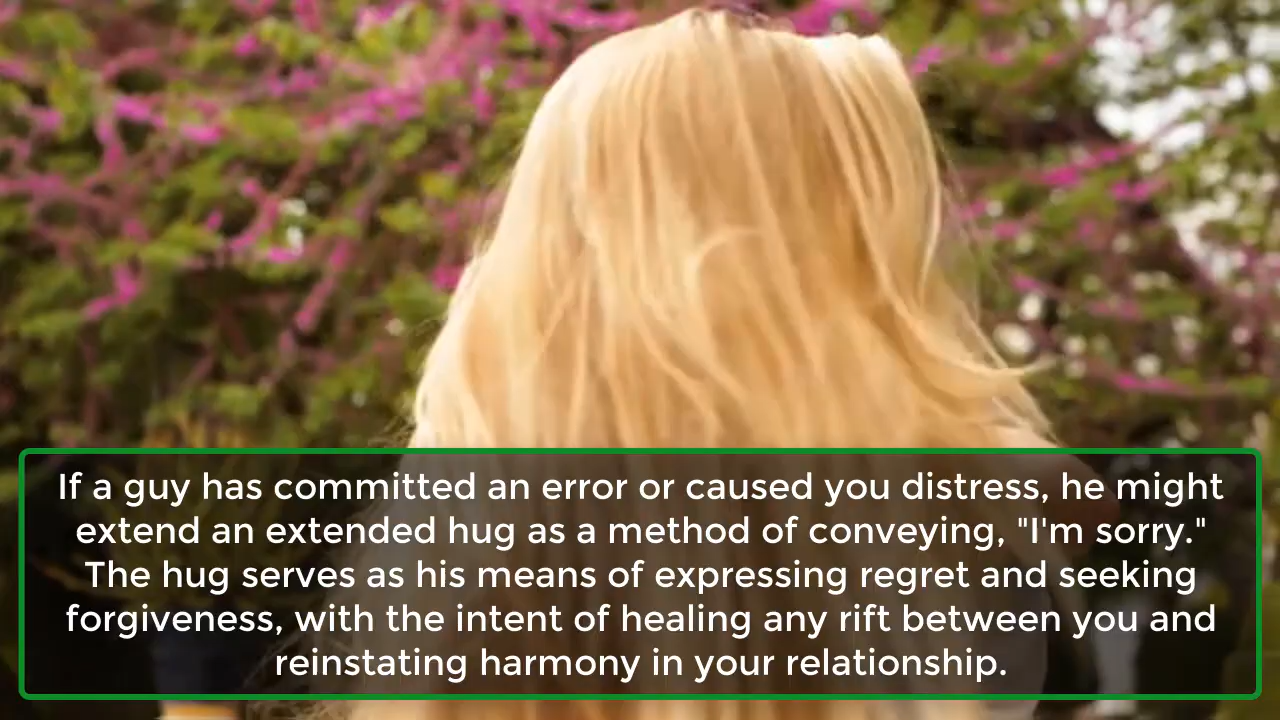 If a guy has committed an error or caused you distress, he might
extend an extended hug as a method of conveying, "I'm sorry."
The hug serves as his means of expressing regret and seeking
forgiveness, with the intent of healing any rift between you and
reinstating harmony in your relationship.